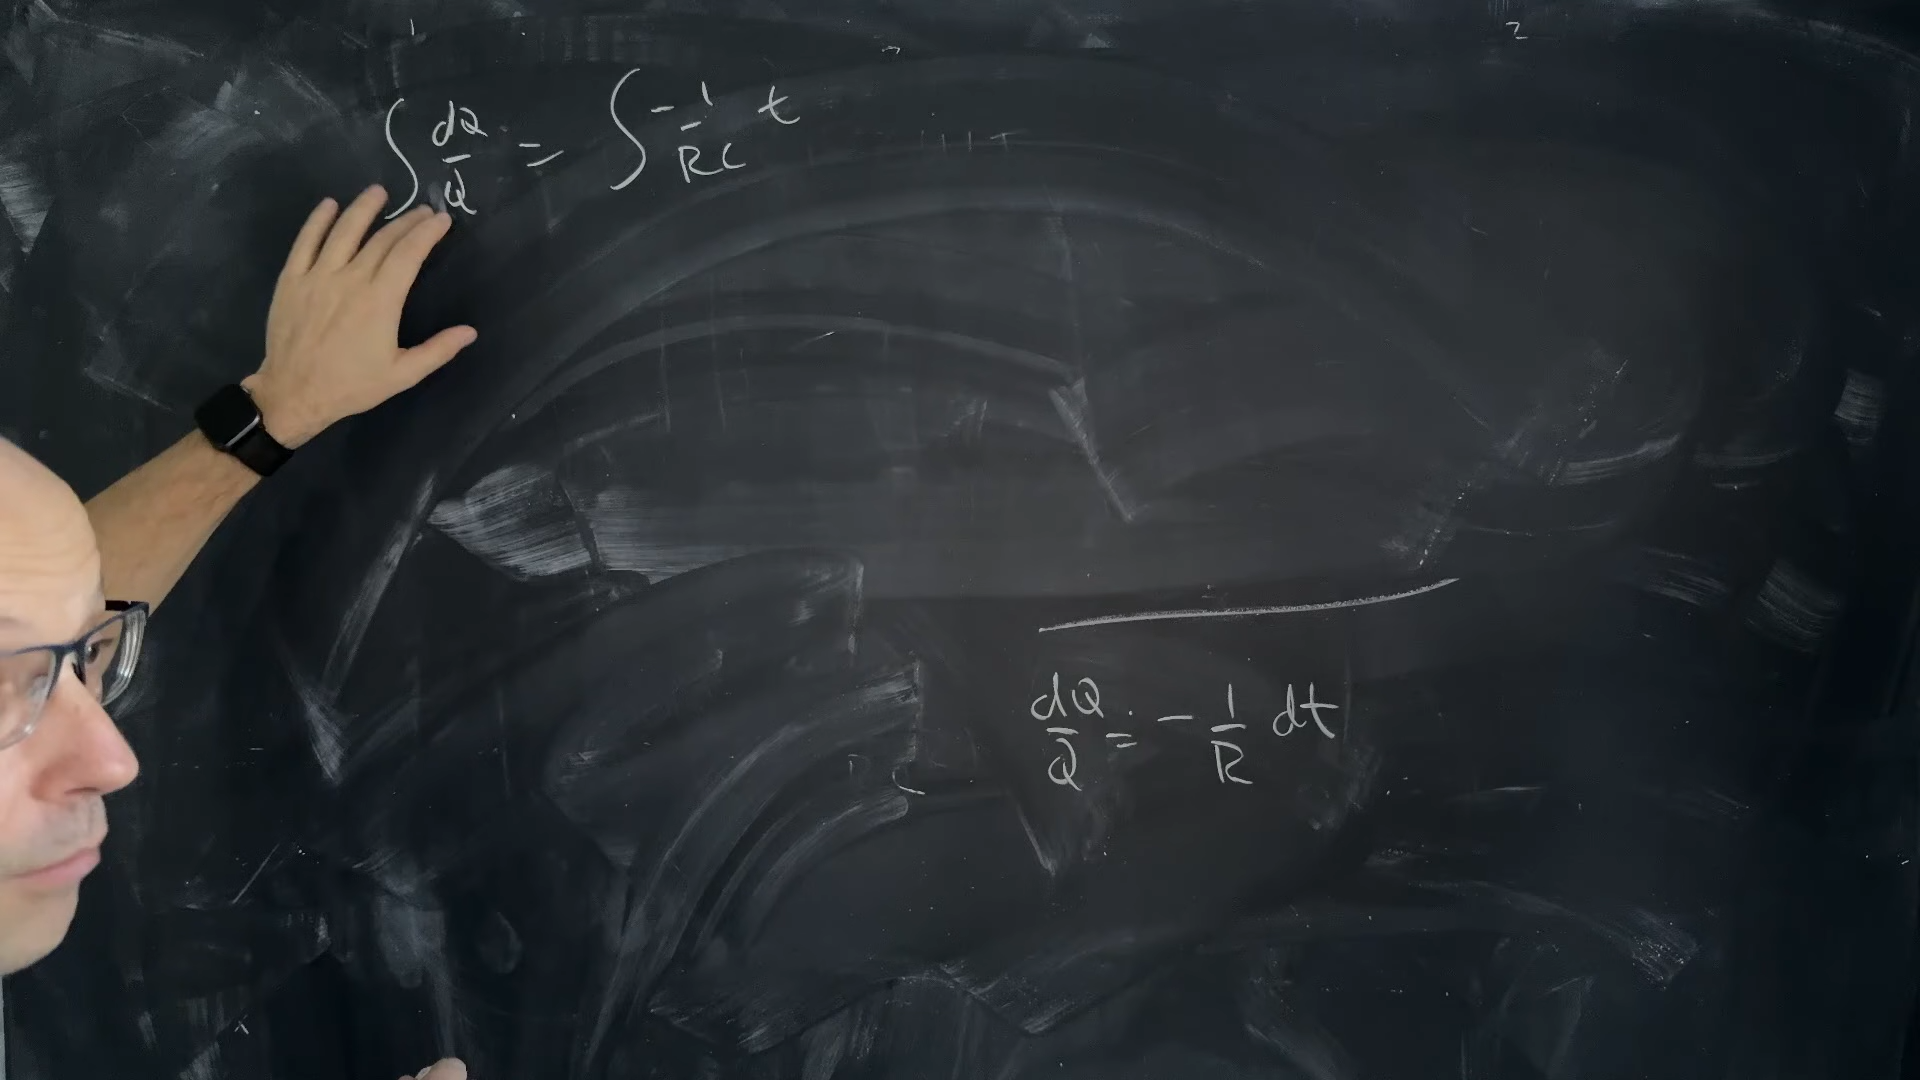 ∫ dQ/Q = ∫ -1/RC t
dQ/Q = - 1/R dt